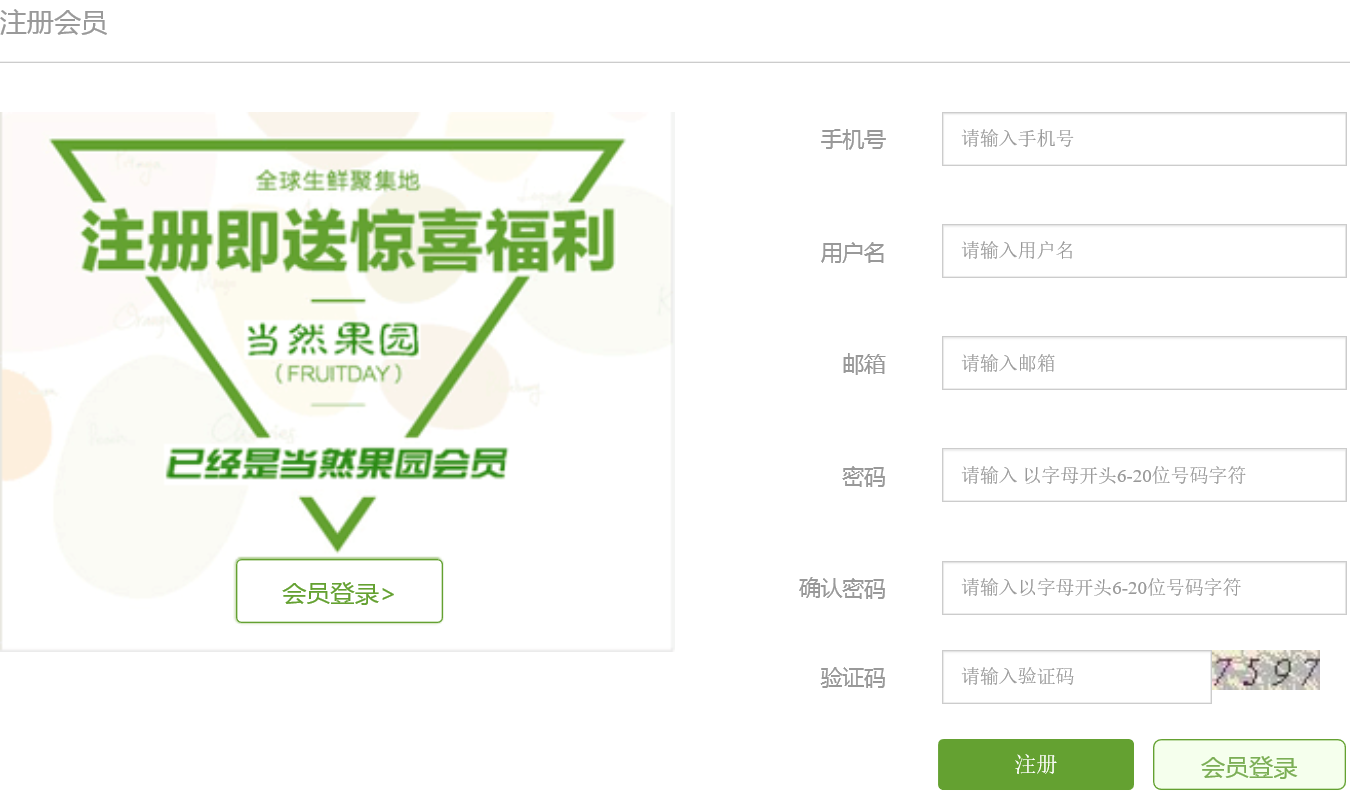 注册会员
全球生鲜聚集地
注册即送惊喜福利
当然果园
（FRUITDAY）
已经是当然果园会员
会员登录>
手机号 请输入手机号
用户名 请输入用户名
邮箱 请输入邮箱
密码 请输入 以字母开头6-20位号码字符
确认密码 请输入以字母开头6-20位号码字符
验证码 请输入验证码 7597
注册 会员登录